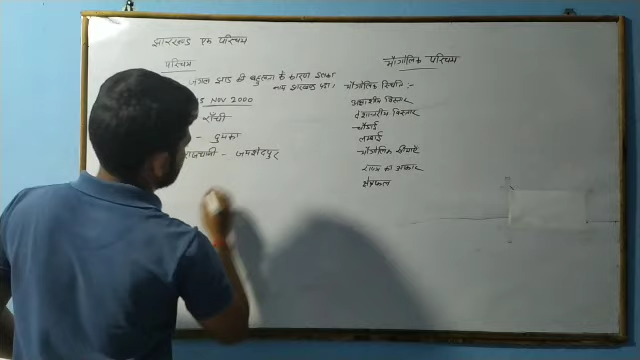 झारखण्ड एक परिचय
परिचय
जंगल झाड की बहुलता के कारण इसका
नाम झारखण्ड पड़ा।
5 NOV 2000
राँची
- दुमका
राजधानी - जमशेदपुर
भौगोलिक परिचय
भौगोलिक स्थिति :-
अक्षांशीय विस्तार
देशान्तरीय विस्तार
चौड़ाई
लम्बाई
भौगोलिक सीमाएँ
राज्य का आकार
क्षेत्रफल